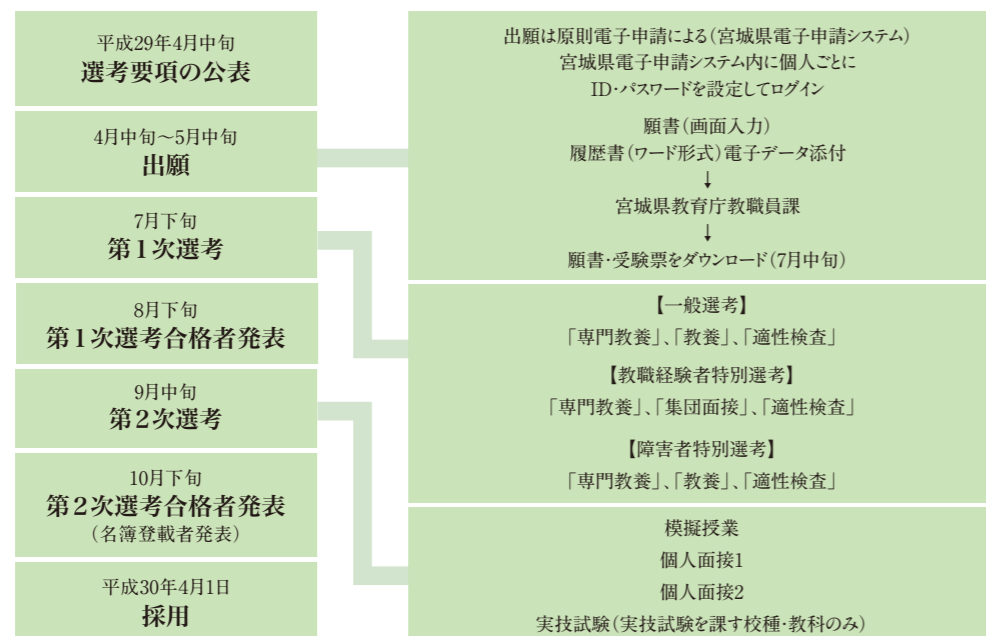 平成29年4月中旬
選考要項の公表
4月中旬～5月中旬
出願
7月下旬
第1次選考
8月下旬
第1次選考合格者発表
9月中旬
第2次選考
10月下旬
第2次選考合格者発表
（名簿登載者発表）
平成30年4月1日
採用
出願は原則電子申請による（宮城県電子申請システム）
宮城県電子申請システム内に個人ごとに
ID・パスワードを設定してログイン
願書（画面入力）
履歴書（ワード形式）電子データ添付
↓
宮城県教育庁教職員課
↓
願書・受験票をダウンロード（7月中旬）
【一般選考】
「専門教養」、「教養」、「適性検査」
【教職経験者特別選考】
「専門教養」、「集団面接」、「適性検査」
【障害者特別選考】
「専門教養」、「教養」、「適性検査」
模擬授業
個人面接1
個人面接2
実技試験（実技試験を課す校種・教科のみ）